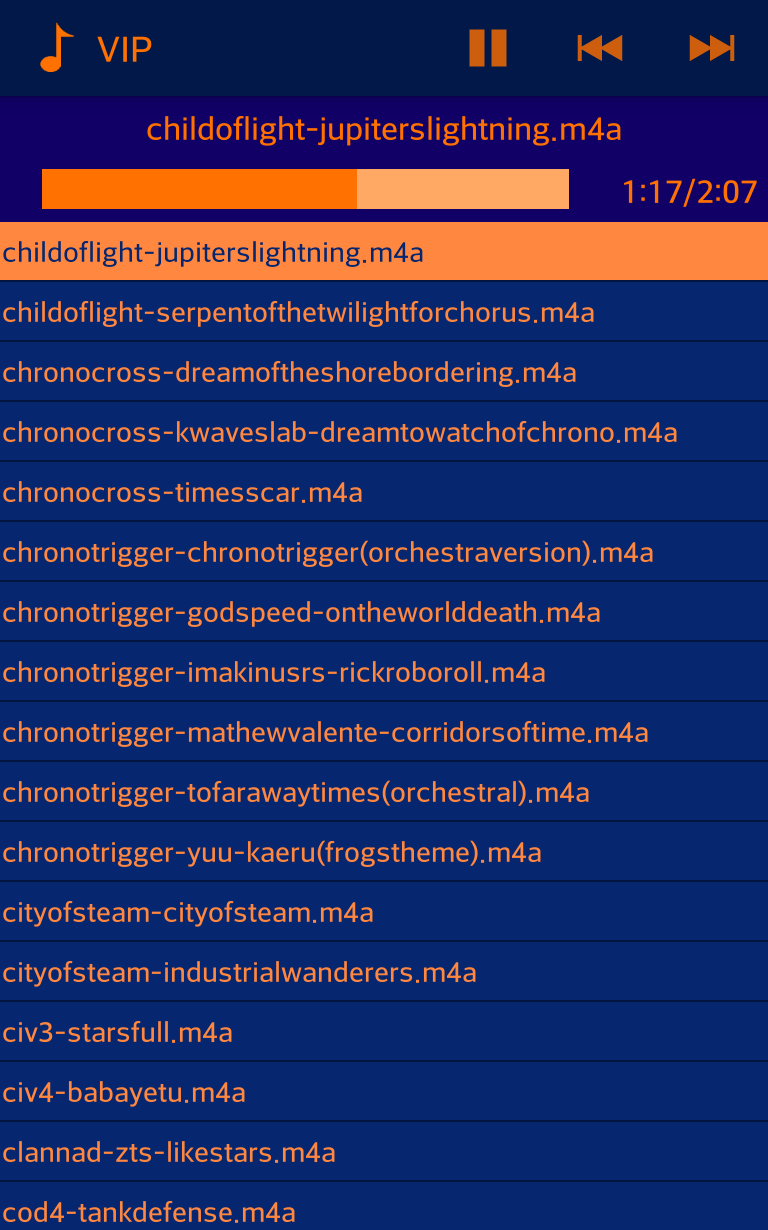 VIP
childoflight-jupiterslightning.m4a
1:17/2:07
childoflight-jupiterslightning.m4a
childoflight-serpentofthetwilightforchorus.m4a
chronocross-dreamoftheshorebordering.m4a
chronocross-kwaveslab-dreamtowatchofchrono.m4a
chronocross-timesscar.m4a
chronotrigger-chronotrigger(orchestraversion).m4a
chronotrigger-godspeed-ontheworlddeath.m4a
chronotrigger-imakinusrs-rickroboroll.m4a
chronotrigger-mathewvalente-corridorsoftime.m4a
chronotrigger-tofarawaytimes(orchestral).m4a
chronotrigger-yuu-kaeru(frogstheme).m4a
cityofsteam-cityofsteam.m4a
cityofsteam-industrialwanderers.m4a
civ3-starsfull.m4a
civ4-babayetu.m4a
clannad-zts-likestars.m4a
cod4-tankdefense.m4a